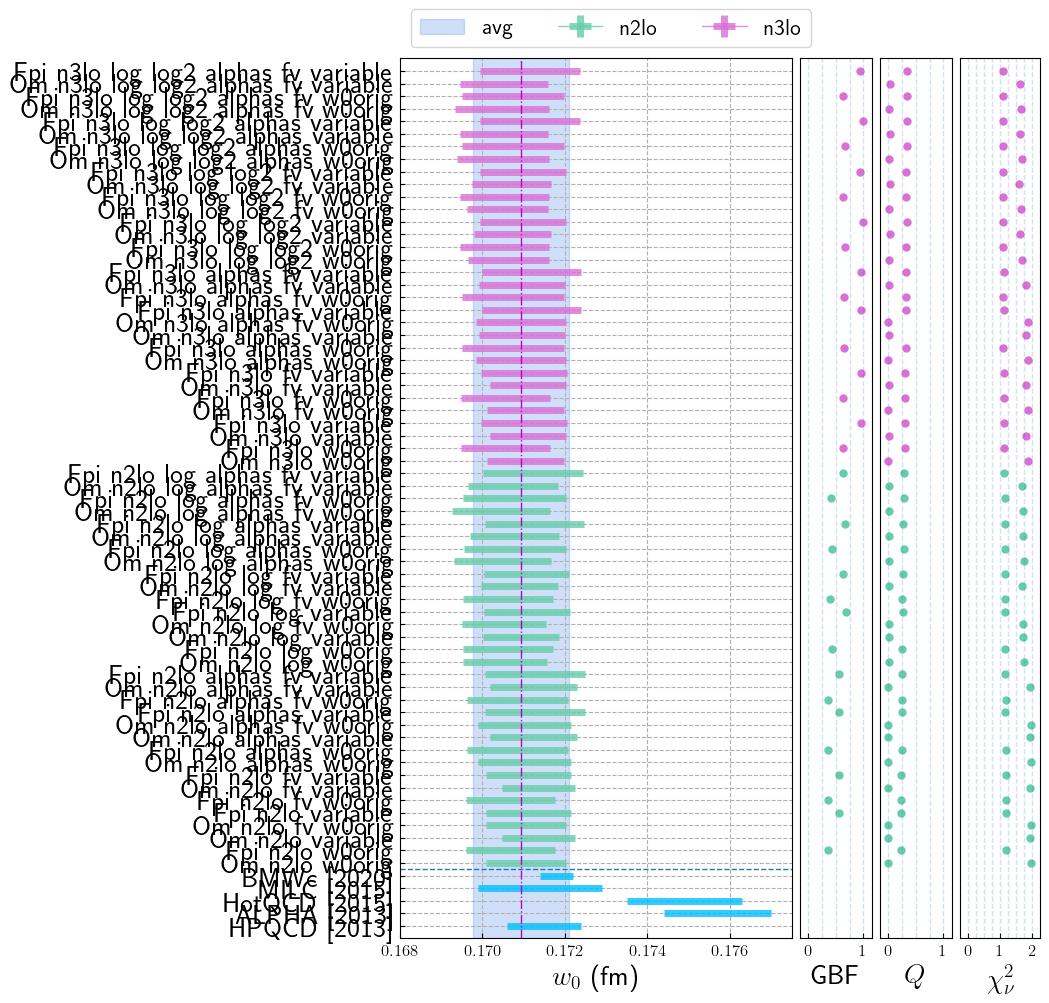 avg
n2lo
n3lo
Fpi n3lo log log2 alphas fv variable
Om n3lo log log2 alphas fv variable
Fpi n3lo log log2 alphas fv w0orig
Om n3lo log log2 alphas fv w0orig
Fpi n3lo log log2 alphas variable
Om n3lo log log2 alphas variable
Fpi n3lo log log2 alphas w0orig
Om n3lo log log2 alphas w0orig
Fpi n3lo log log2 fv variable
Om n3lo log log2 fv variable
Fpi n3lo log log2 fv w0orig
Om n3lo log log2 fv w0orig
Fpi n3lo log log2 variable
Om n3lo log log2 variable
Fpi n3lo log log2 w0orig
Om n3lo log log2 w0orig
Fpi n3lo alphas fv variable
Om n3lo alphas fv variable
Fpi n3lo alphas fv w0orig
Fpi n3lo alphas variable
Om n3lo alphas fv w0orig
Om n3lo alphas variable
Fpi n3lo alphas w0orig
Om n3lo alphas w0orig
Fpi n3lo fv variable
Om n3lo fv variable
Fpi n3lo fv w0orig
Om n3lo fv w0orig
Fpi n3lo variable
Om n3lo variable
Fpi n3lo w0orig
Om n3lo w0orig
Fpi n2lo log alphas fv variable
Om n2lo log alphas fv variable
Fpi n2lo log alphas fv w0orig
Om n2lo log alphas fv w0orig
Fpi n2lo log alphas variable
Om n2lo log alphas variable
Fpi n2lo log alphas w0orig
Om n2lo log alphas w0orig
Fpi n2lo log fv variable
Om n2lo log fv variable
Fpi n2lo log fv w0orig
Fpi n2lo log variable
Om n2lo log fv w0orig
Om n2lo log variable
Fpi n2lo log w0orig
Om n2lo log w0orig
Fpi n2lo alphas fv variable
Om n2lo alphas fv variable
Fpi n2lo alphas fv w0orig
Fpi n2lo alphas variable
Om n2lo alphas fv w0orig
Om n2lo alphas variable
Fpi n2lo alphas w0orig
Om n2lo alphas w0orig
Fpi n2lo fv variable
Om n2lo fv variable
Fpi n2lo fv w0orig
Fpi n2lo variable
Om n2lo fv w0orig
Om n2lo variable
Fpi n2lo w0orig
Om n2lo w0orig
BMWc [2020]
MILC [2015]
HotQCD [2015]
ALPHA [2013]
HPQCD [2013]
0.168 0.170 0.172 0.174 0.176
w₀ (fm)
0 1
GBF
0 1
Q
0 1 2
χ²ᵥ